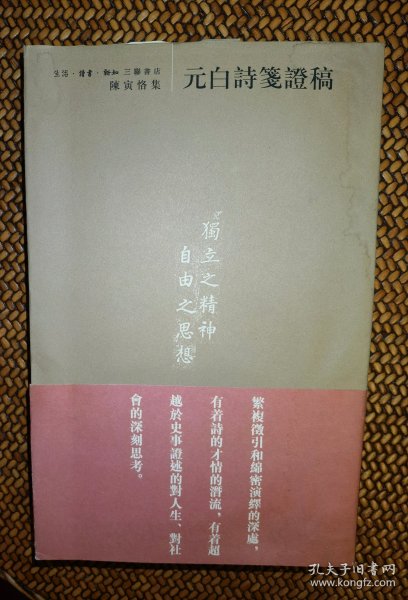 生活·讀書·新知 三聯書店
陳寅恪集
元白詩箋證稿
獨立之精神
自由之思想
繁複徵引和綿密演繹的深處，
有着詩的才情的潛流，有着超
越於史事證述的對人生、對社
會的深刻思考。
孔夫子旧书网
www.kongfz.com